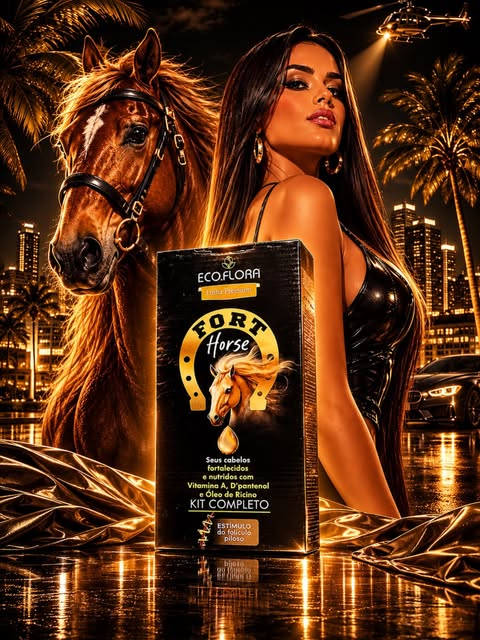 ECO.FLORA
Linha Premium
FORT
Horse
Seus cabelos
fortalecidos
e nutridos com
Vitamina A, D'pantenol
e Óleo de Ricino
KIT COMPLETO
ESTÍMULO
do folículo
piloso